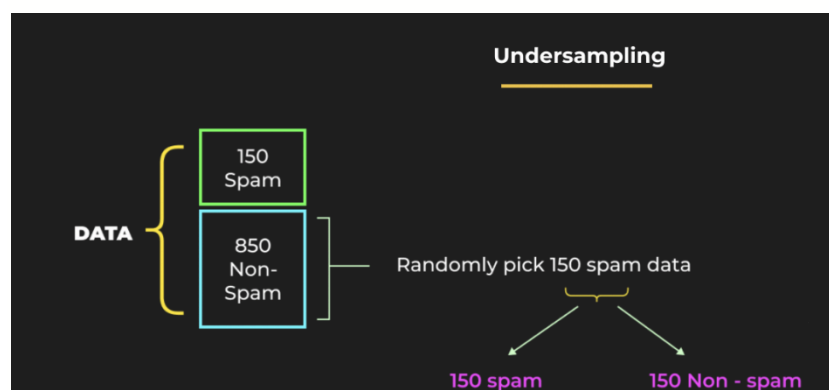 Undersampling
150
Spam
DATA
850
Non-
Spam
Randomly pick 150 spam data
150 spam
150 Non - spam